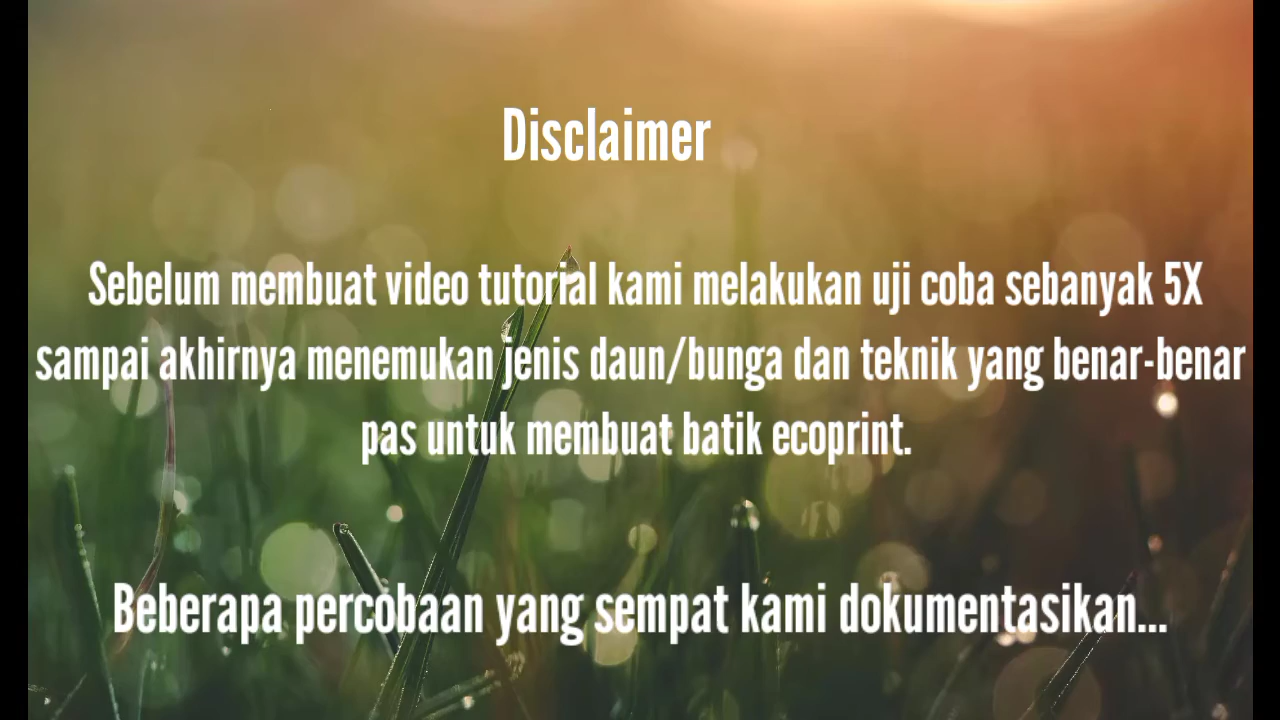 Disclaimer
Sebelum membuat video tutorial kami melakukan uji coba sebanyak 5X
sampai akhirnya menemukan jenis daun/bunga dan teknik yang benar-benar
pas untuk membuat batik ecoprint.
Beberapa percobaan yang sempat kami dokumentasikan...